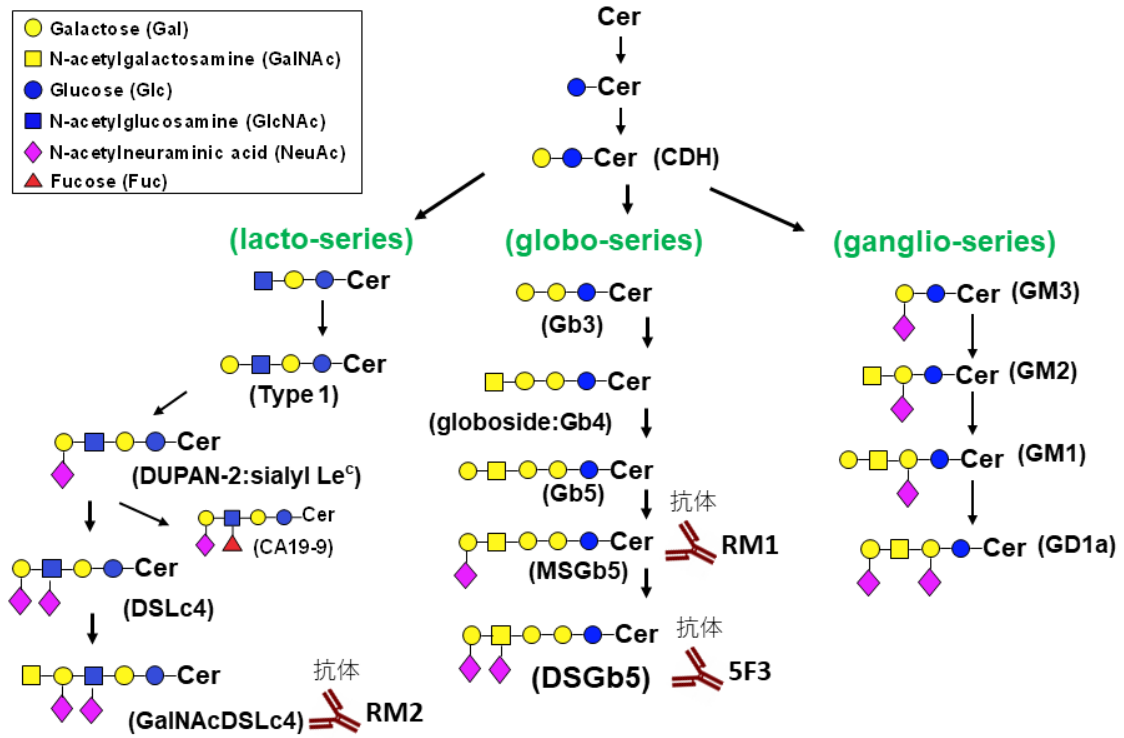 Galactose (Gal)
N-acetylgalactosamine (GalNAc)
Glucose (Glc)
N-acetylglucosamine (GlcNAc)
N-acetylneuraminic acid (NeuAc)
Fucose (Fuc)
Cer
Cer
Cer (CDH)
(lacto-series)
(globo-series)
(ganglio-series)
Cer
Cer
(Type 1)
Cer
(DUPAN-2:sialyl Leᶜ)
Cer
(CA19-9)
Cer
(DSLc4)
Cer
(GalNAcDSLc4)
抗体
RM2
Cer
(Gb3)
Cer
(globoside:Gb4)
Cer
(Gb5)
Cer
(MSGb5)
抗体
RM1
Cer
(DSGb5)
抗体
5F3
Cer (GM3)
Cer (GM2)
Cer (GM1)
Cer (GD1a)